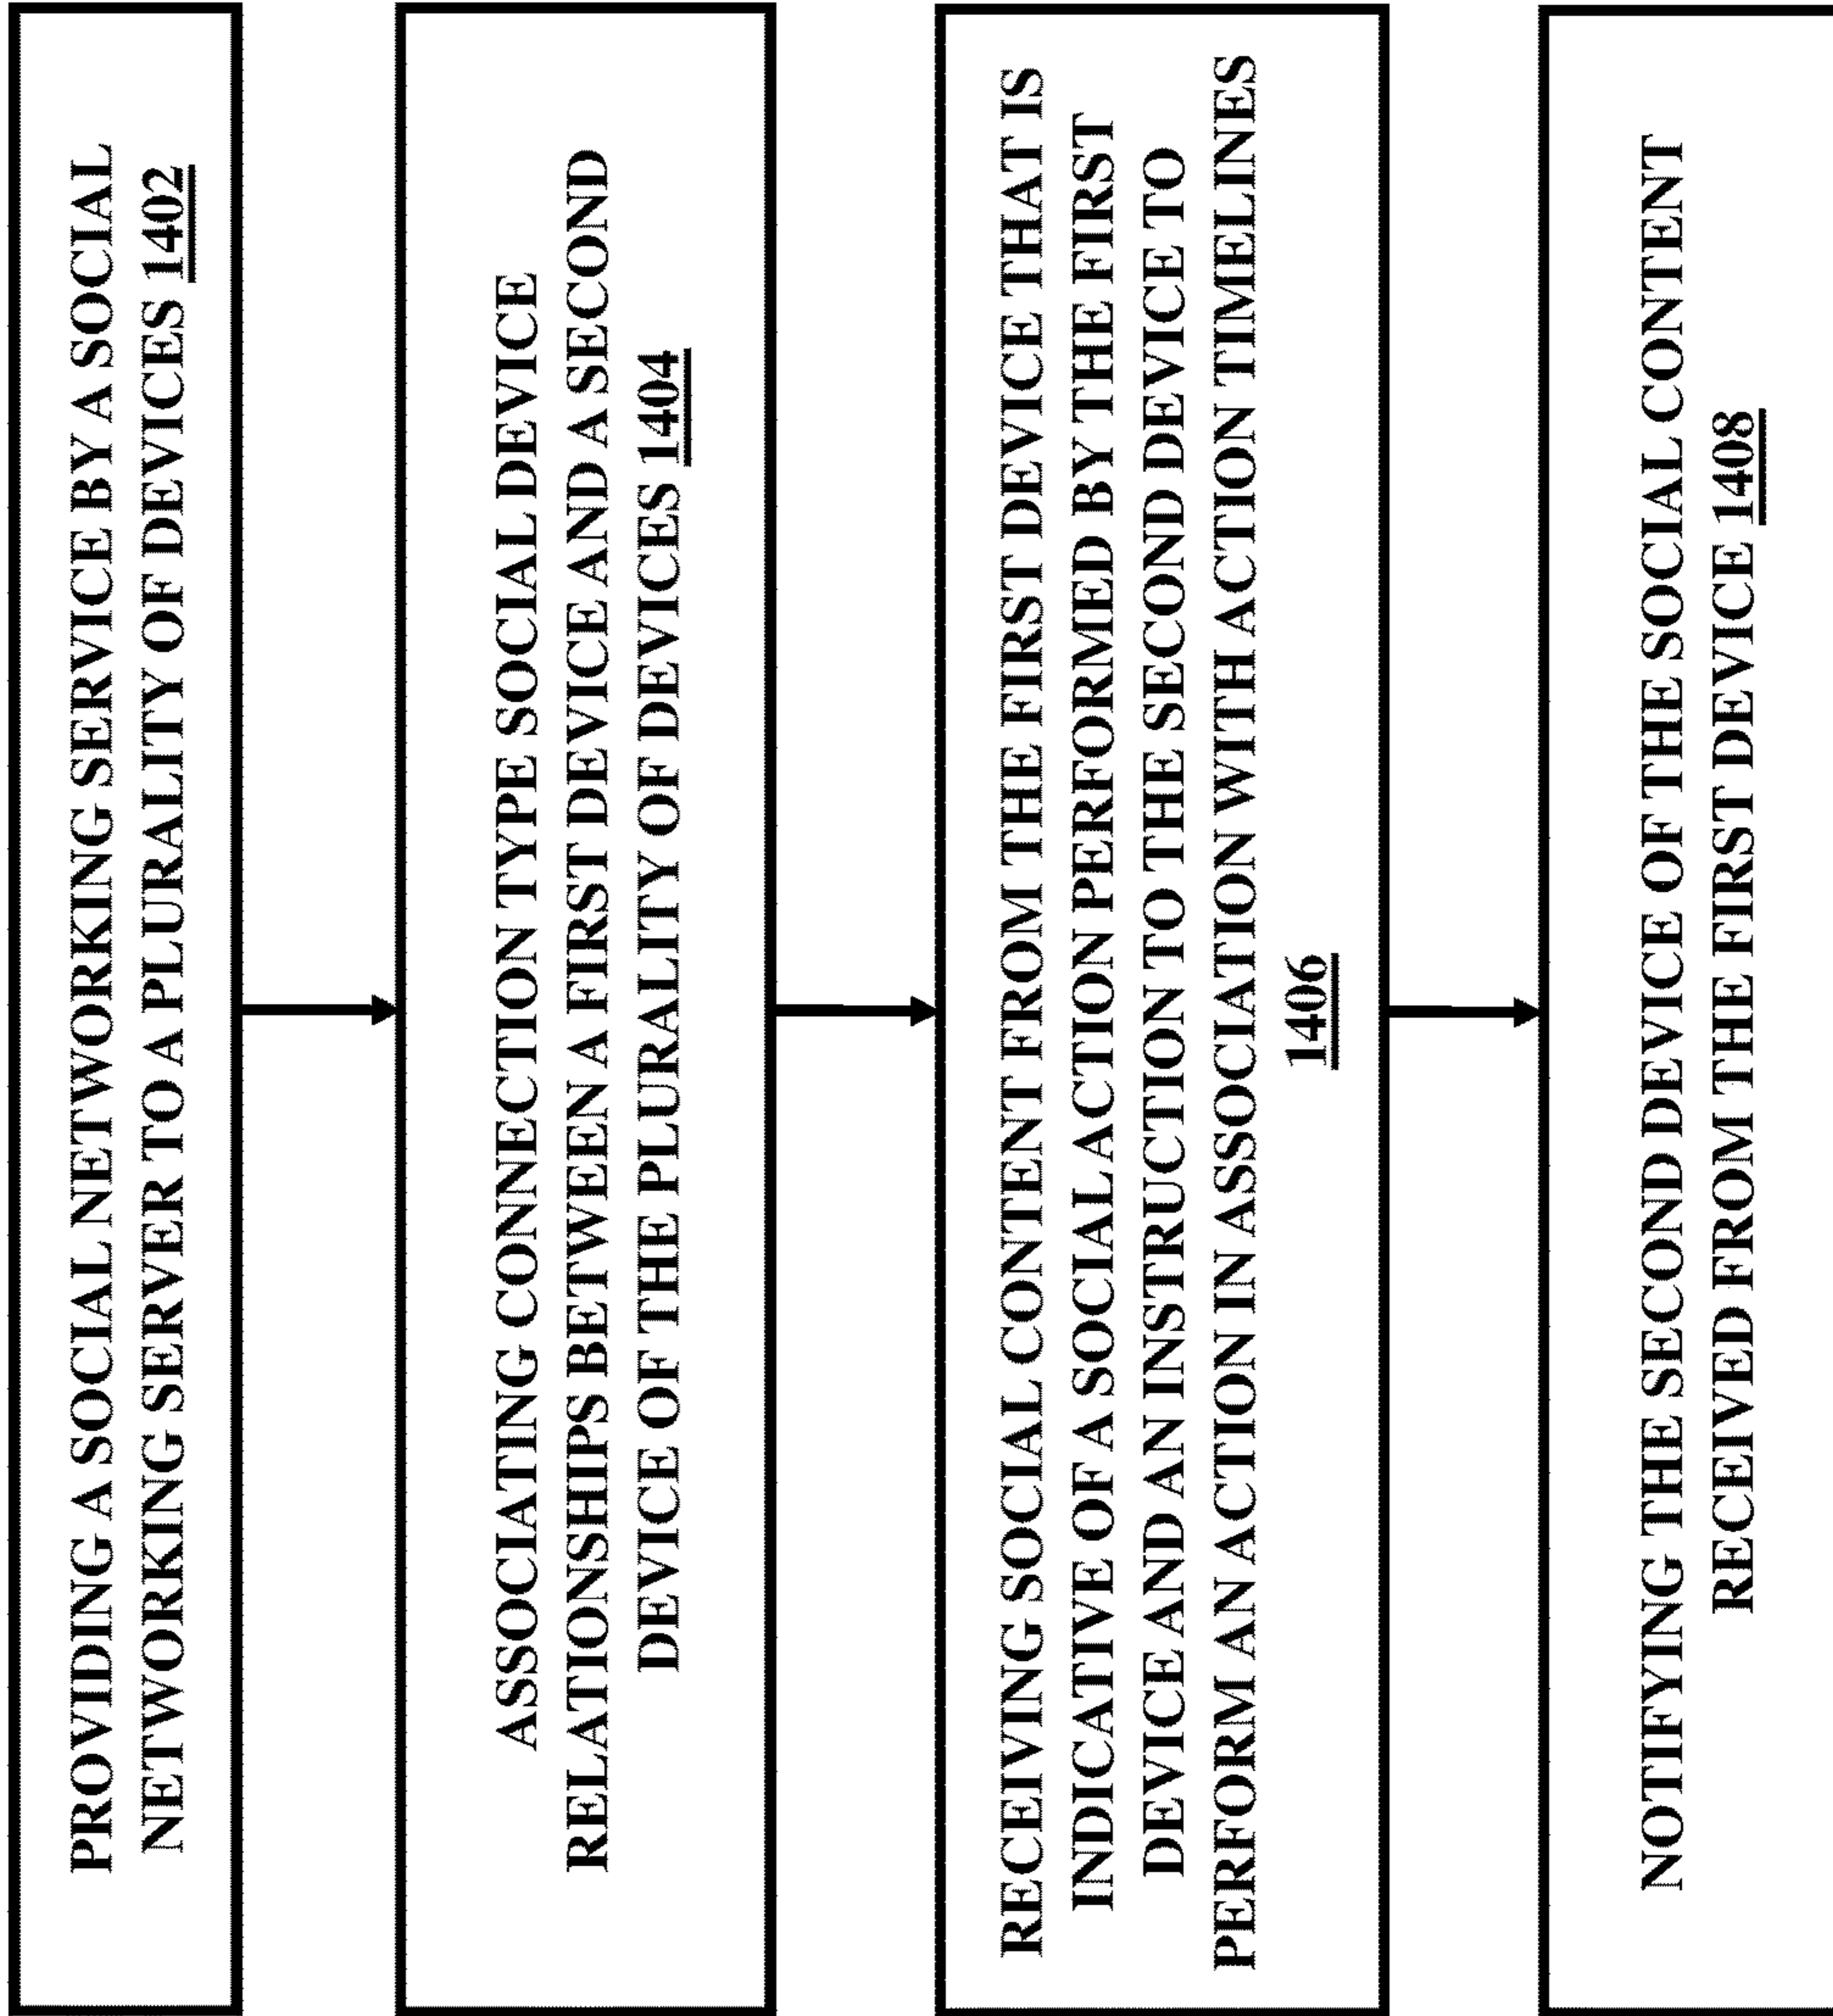 PROVIDING A SOCIAL NETWORKING SERVICE BY A SOCIAL
NETWORKING SERVER TO A PLURALITY OF DEVICES 1402
ASSOCIATING CONNECTION TYPE SOCIAL DEVICE
RELATIONSHIPS BETWEEN A FIRST DEVICE AND A SECOND
DEVICE OF THE PLURALITY OF DEVICES 1404
RECEIVING SOCIAL CONTENT FROM THE FIRST DEVICE THAT IS
INDICATIVE OF A SOCIAL ACTION PERFORMED BY THE FIRST
DEVICE AND AN INSTRUCTION TO THE SECOND DEVICE TO
PERFORM AN ACTION IN ASSOCIATION WITH ACTION TIMELINES
1406
NOTIFYING THE SECOND DEVICE OF THE SOCIAL CONTENT
RECEIVED FROM THE FIRST DEVICE 1408